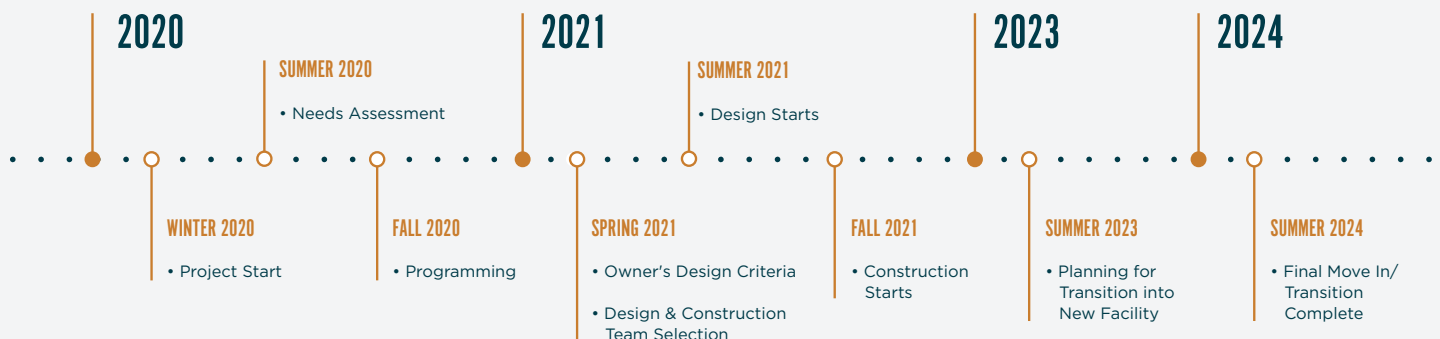 2020
2021
2023
2024
SUMMER 2020
• Needs Assessment
SUMMER 2021
• Design Starts
WINTER 2020
• Project Start
FALL 2020
• Programming
SPRING 2021
• Owner's Design Criteria
• Design & Construction
Team Selection
FALL 2021
• Construction
Starts
SUMMER 2023
• Planning for
Transition into
New Facility
SUMMER 2024
• Final Move In/
Transition
Complete